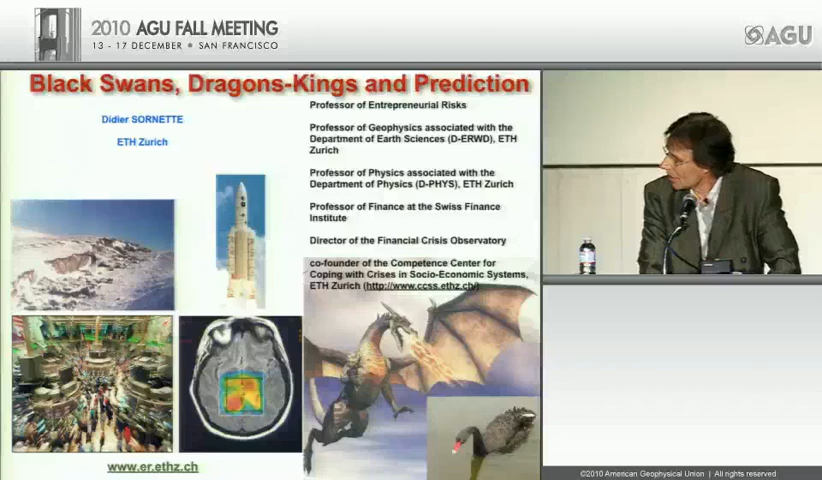 2010 AGU FALL MEETING
13 - 17 DECEMBER • SAN FRANCISCO
AGU
Black Swans, Dragons-Kings and Prediction
Didier SORNETTE
ETH Zurich
Professor of Entrepreneurial Risks
Professor of Geophysics associated with the
Department of Earth Sciences (D-ERWD), ETH
Zurich
Professor of Physics associated with the
Department of Physics (D-PHYS), ETH Zurich)
Professor of Finance at the Swiss Finance
Institute
Director of the Financial Crisis Observatory
co-founder of the Competence Center for
Coping with Crises in Socio-Economic Systems,
ETH Zurich (http://www.ccss.ethz.ch/)
www.er.ethz.ch
©2010 American Geophysical Union | All rights reserved